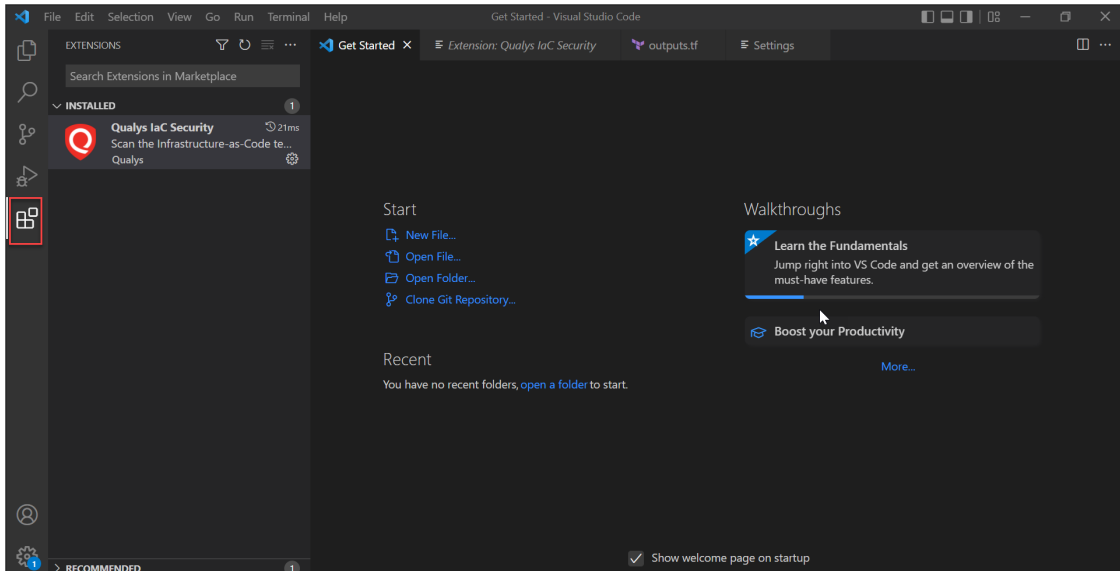 File Edit Selection View Go Run Terminal Help
Get Started - Visual Studio Code
EXTENSIONS
Search Extensions in Marketplace
INSTALLED
1
Qualys IaC Security
21ms
Scan the Infrastructure-as-Code te...
Qualys
Get Started
Extension: Qualys IaC Security
outputs.tf
Settings
Start
New File...
Open File...
Open Folder...
Clone Git Repository...
Recent
You have no recent folders, open a folder to start.
Walkthroughs
Learn the Fundamentals
Jump right into VS Code and get an overview of the
must-have features.
Boost your Productivity
More...
Show welcome page on startup
1
RECOMMENDED
1